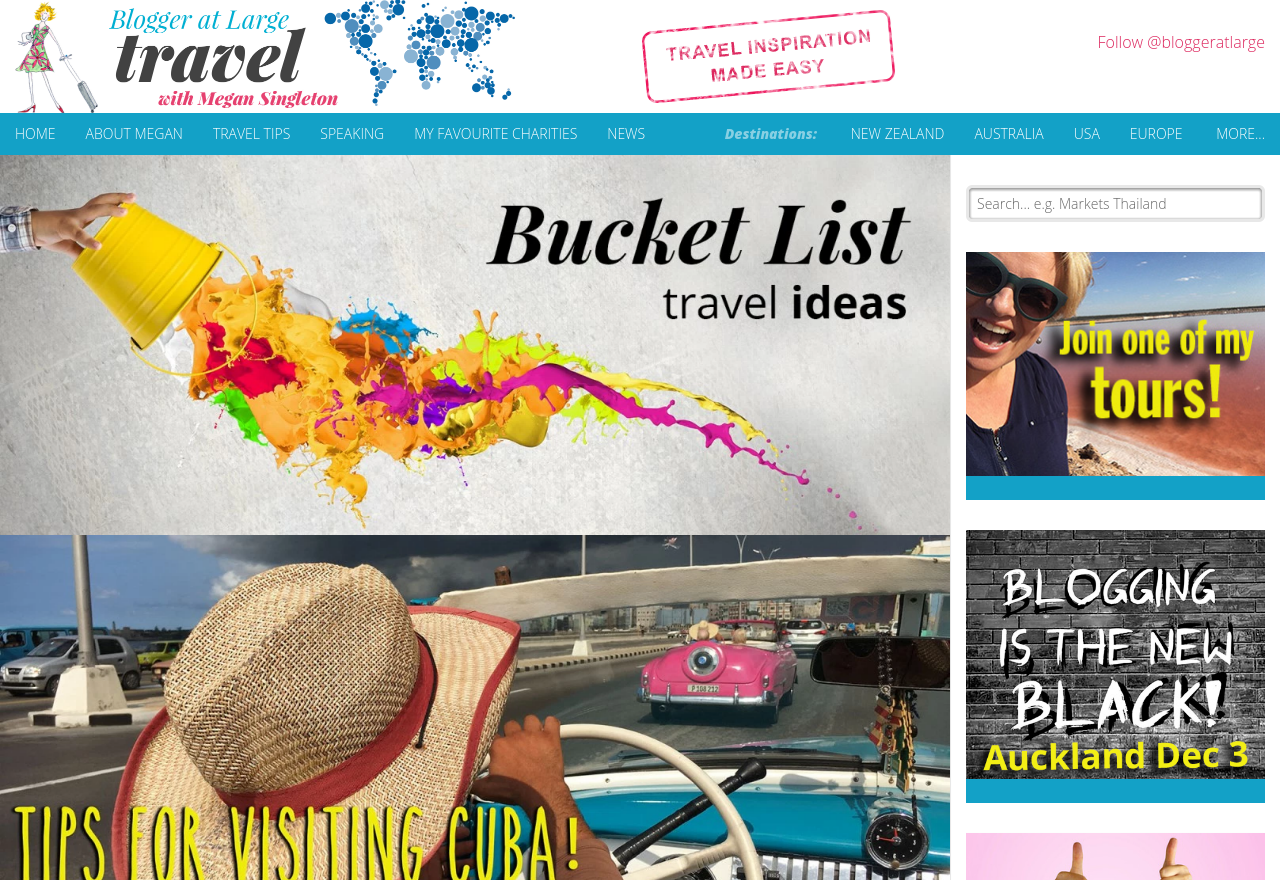 Blogger at Large
travel
with Megan Singleton
TRAVEL INSPIRATION
MADE EASY
Follow @bloggeratlarge
HOME ABOUT MEGAN TRAVEL TIPS SPEAKING MY FAVOURITE CHARITIES NEWS Destinations: NEW ZEALAND AUSTRALIA USA EUROPE MORE...
Bucket List
travel ideas
Search... e.g. Markets Thailand
Join one of my
tours!
BLOGGING
IS THE NEW
BLACK!
Auckland Dec 3
TIPS FOR VISITING CUBA!